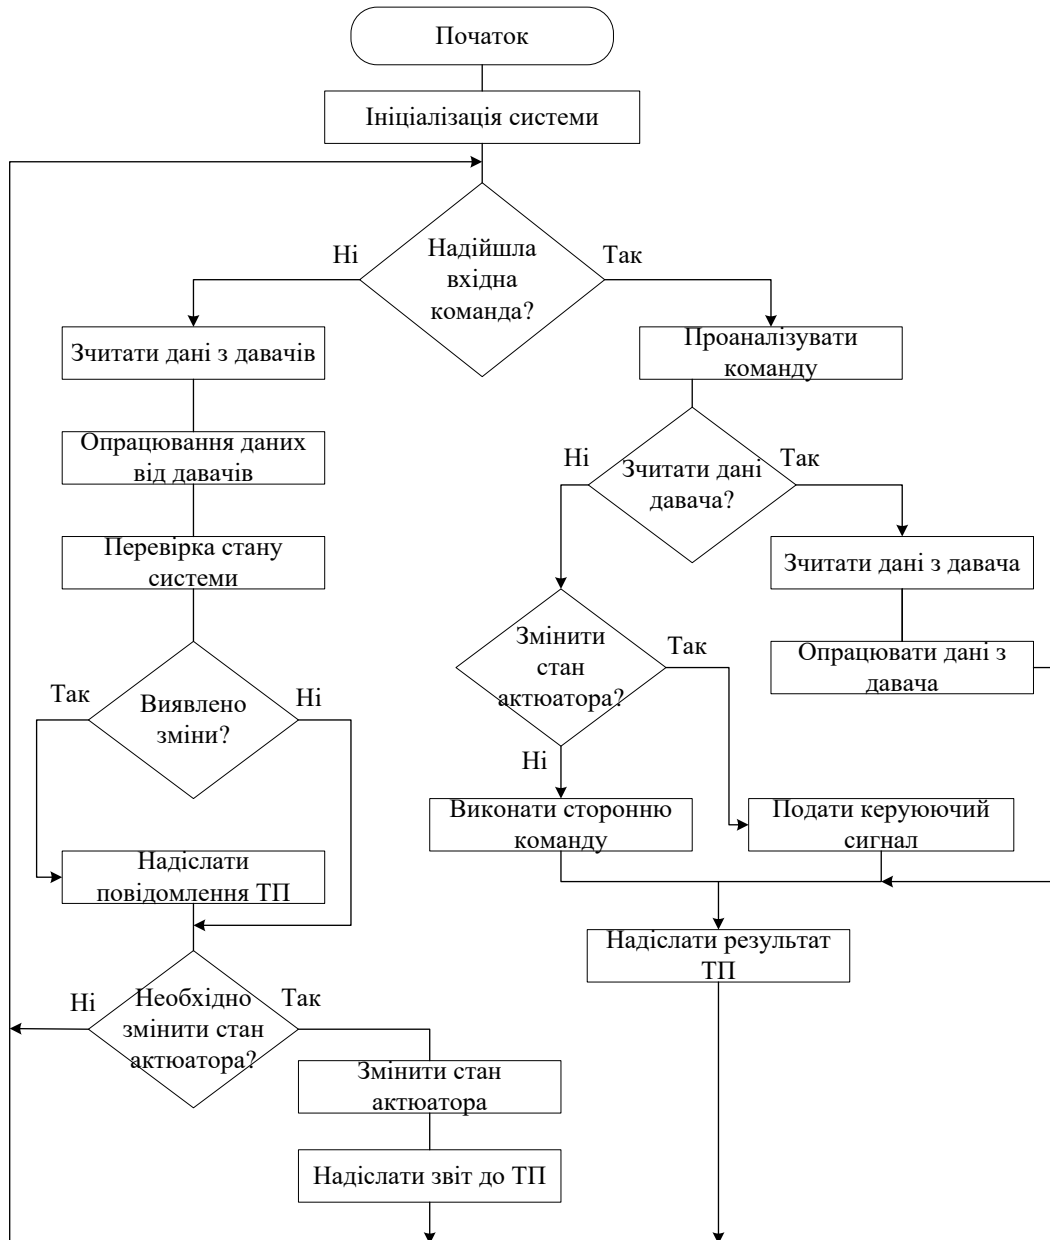 Початок
Ініціалізація системи
Надійшла
вхідна
команда?
Ні
Так
Зчитати дані з давачів
Проаналізувати
команду
Опрацювання даних
від давачів
Ні
Зчитати дані
давача?
Так
Перевірка стану
системи
Зчитати дані з давача
Змінити
стан
актюатора?
Так
Опрацювати дані з
давача
Так
Виявлено
зміни?
Ні
Ні
Виконати сторонню
команду
Подати керуюючий
сигнал
Надіслати
повідомлення ТП
Надіслати результат
ТП
Ні
Необхідно
змінити стан
актюатора?
Так
Змінити стан
актюатора
Надіслати звіт до ТП